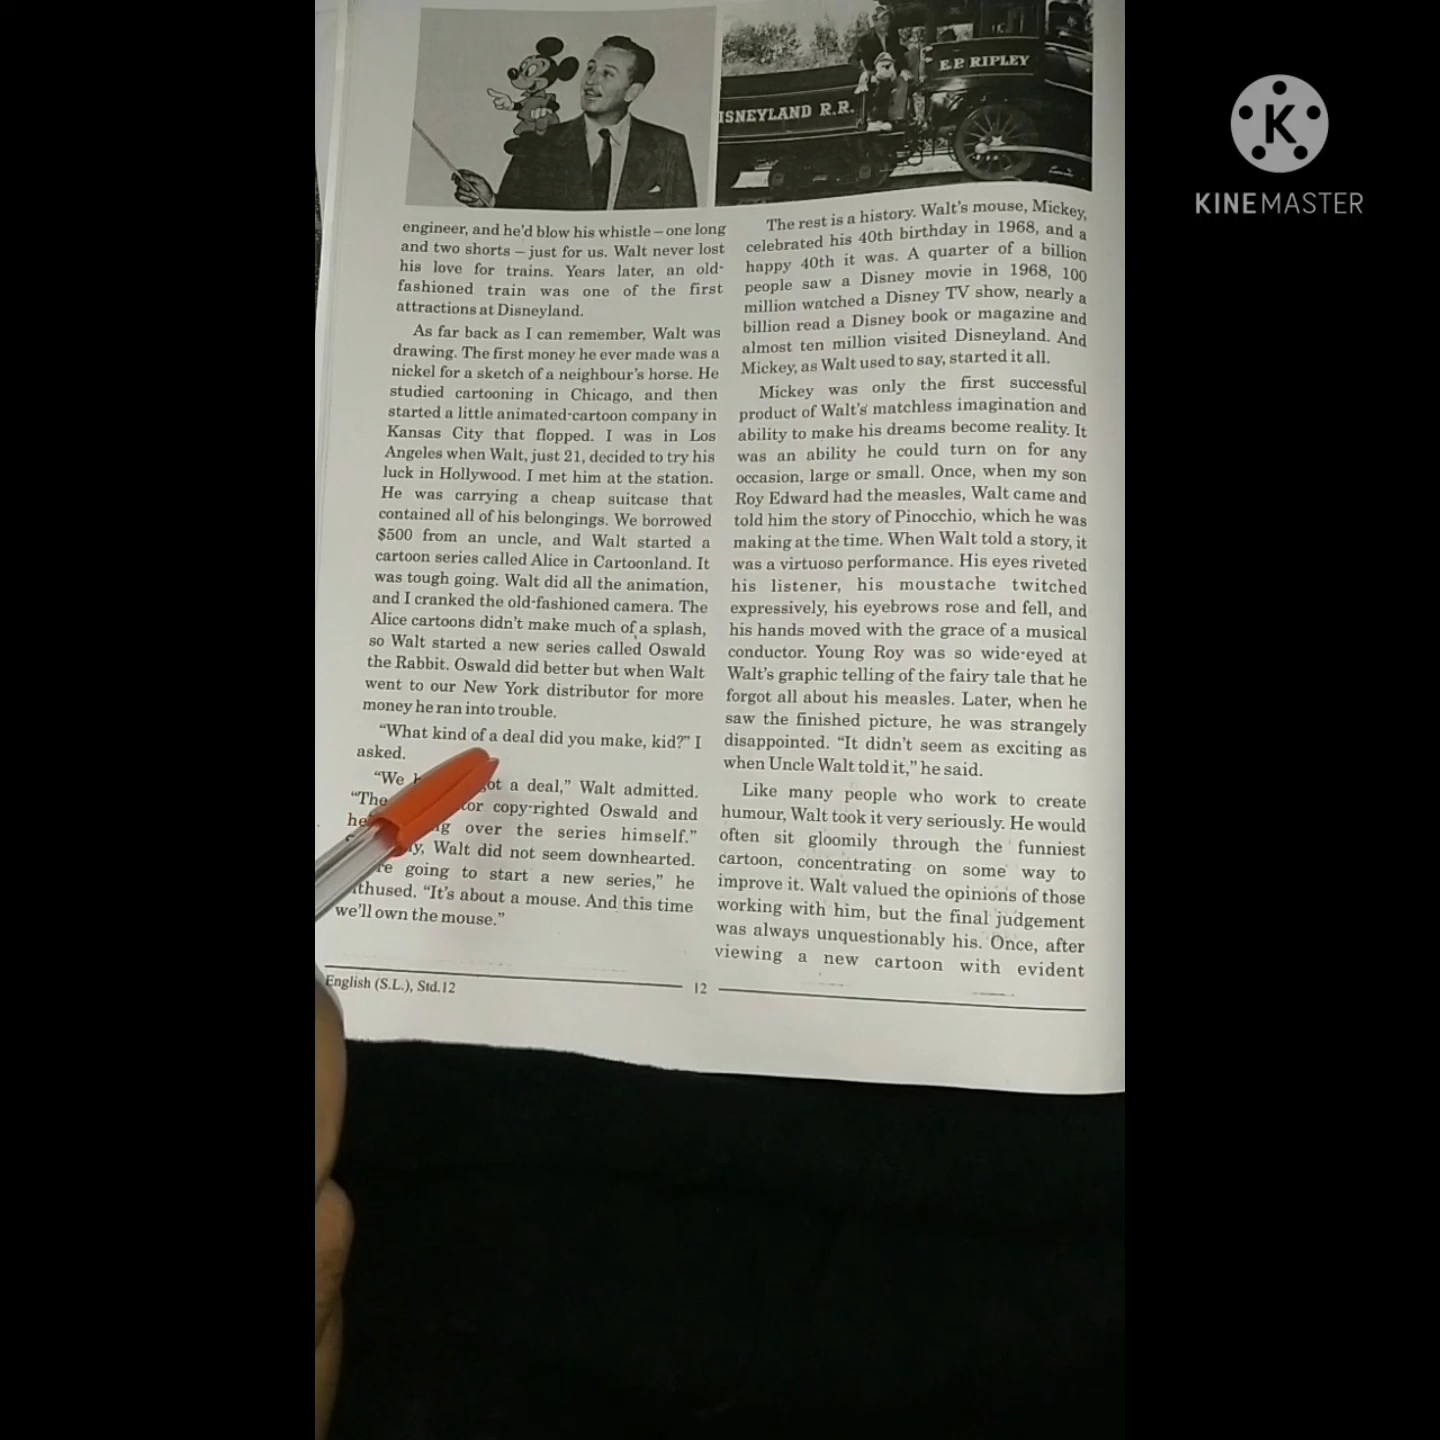 ISNEYLAND R.R.
E.P. RIPLEY
K
KINEMASTER
engineer, and he'd blow his whistle – one long
and two shorts – just for us. Walt never lost
his love for trains. Years later, an old-
fashioned train was one of the first
attractions at Disneyland.
As far back as I can remember, Walt was
drawing. The first money he ever made was a
nickel for a sketch of a neighbour's horse. He
studied cartooning in Chicago, and then
started a little animated-cartoon company in
Kansas City that flopped. I was in Los
Angeles when Walt, just 21, decided to try his
luck in Hollywood. I met him at the station.
He was carrying a cheap suitcase that
contained all of his belongings. We borrowed
$500 from an uncle, and Walt started a
cartoon series called Alice in Cartoonland. It
was tough going. Walt did all the animation,
and I cranked the old-fashioned camera. The
Alice cartoons didn't make much of a splash,
so Walt started a new series called Oswald
the Rabbit. Oswald did better but when Walt
went to our New York distributor for more
money he ran into trouble.
"What kind of a deal did you make, kid?" I
asked.
"We a deal," Walt admitted.
"The copy-righted Oswald and
over the series himself."
Walt did not seem downhearted.
going to start a new series," he
"It's about a mouse. And this time
we'll own the mouse."
The rest is a history. Walt's mouse, Mickey,
celebrated his 40th birthday in 1968, and a
happy 40th it was. A quarter of a billion
people saw a Disney movie in 1968, 100
million watched a Disney TV show, nearly a
billion read a Disney book or magazine and
almost ten million visited Disneyland. And
Mickey, as Walt used to say, started it all.
Mickey was only the first successful
product of Walt's matchless imagination and
ability to make his dreams become reality. It
was an ability he could turn on for any
occasion, large or small. Once, when my son
Roy Edward had the measles, Walt came and
told him the story of Pinocchio, which he was
making at the time. When Walt told a story, it
was a virtuoso performance. His eyes riveted
his listener, his moustache twitched
expressively, his eyebrows rose and fell, and
his hands moved with the grace of a musical
conductor. Young Roy was so wide-eyed at
Walt's graphic telling of the fairy tale that he
forgot all about his measles. Later, when he
saw the finished picture, he was strangely
disappointed. "It didn't seem as exciting as
when Uncle Walt told it," he said.
Like many people who work to create
humour, Walt took it very seriously. He would
often sit gloomily through the funniest
cartoon, concentrating on some way to
improve it. Walt valued the opinions of those
working with him, but the final judgement
was always unquestionably his. Once, after
viewing a new cartoon with evident
English (S.L.), Std.12
12